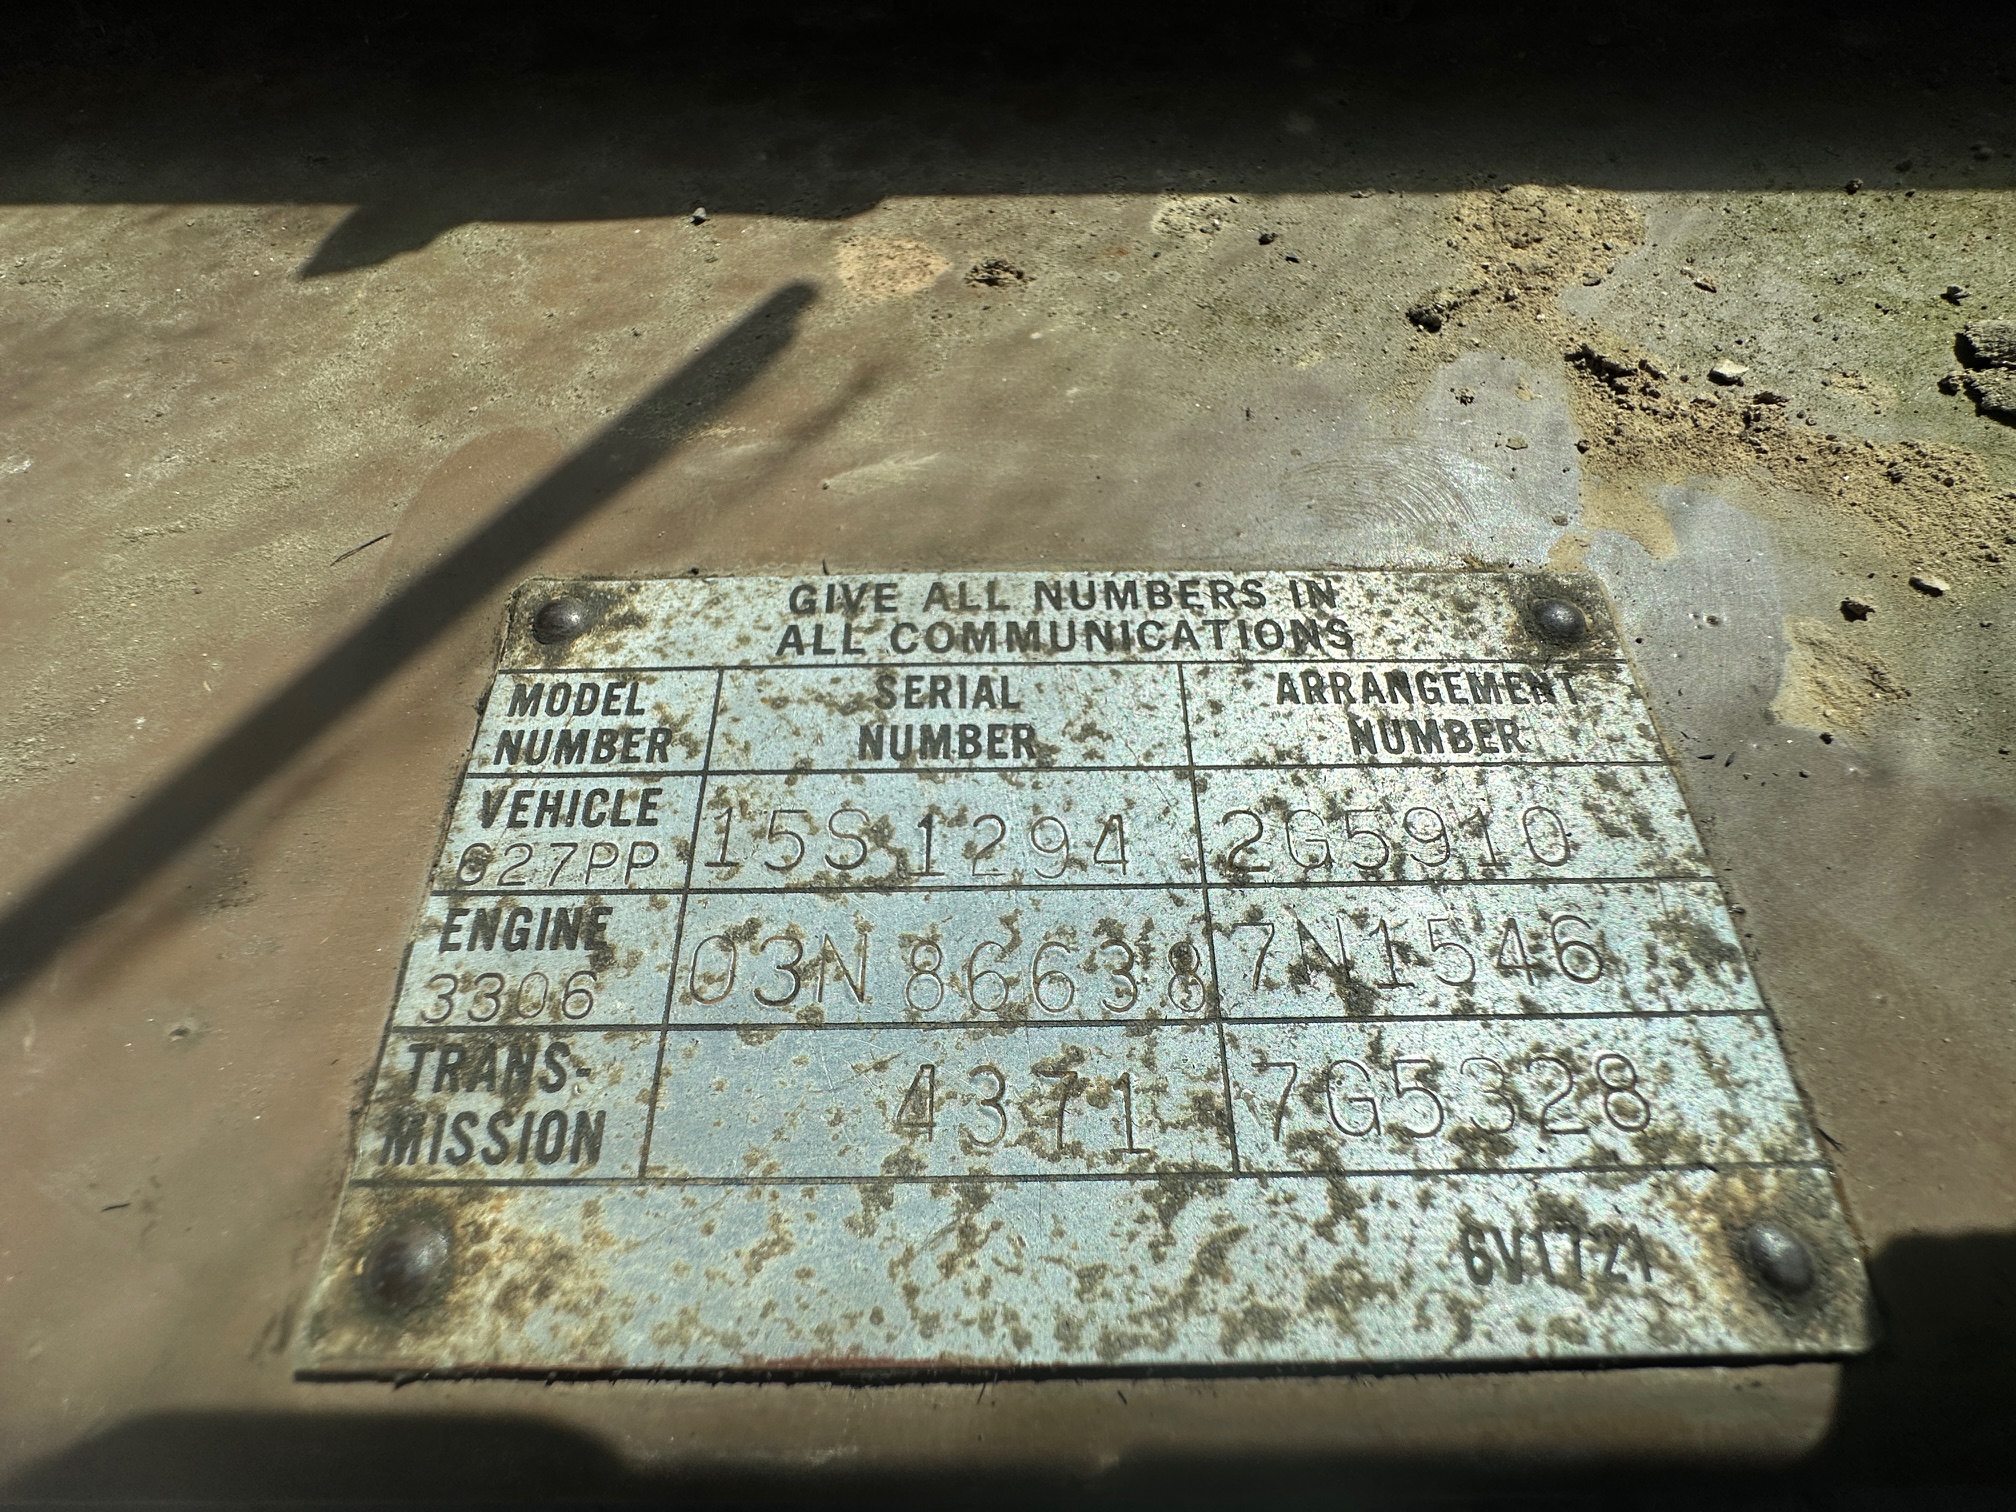 GIVE ALL NUMBERS IN
ALL COMMUNICATIONS
MODEL NUMBER SERIAL NUMBER ARRANGEMENT NUMBER
VEHICLE
627PP 15S 1294 2G5910
ENGINE
3306 03N 86638 7N1546
TRANS-
MISSION 4371 7G5328
6V1721